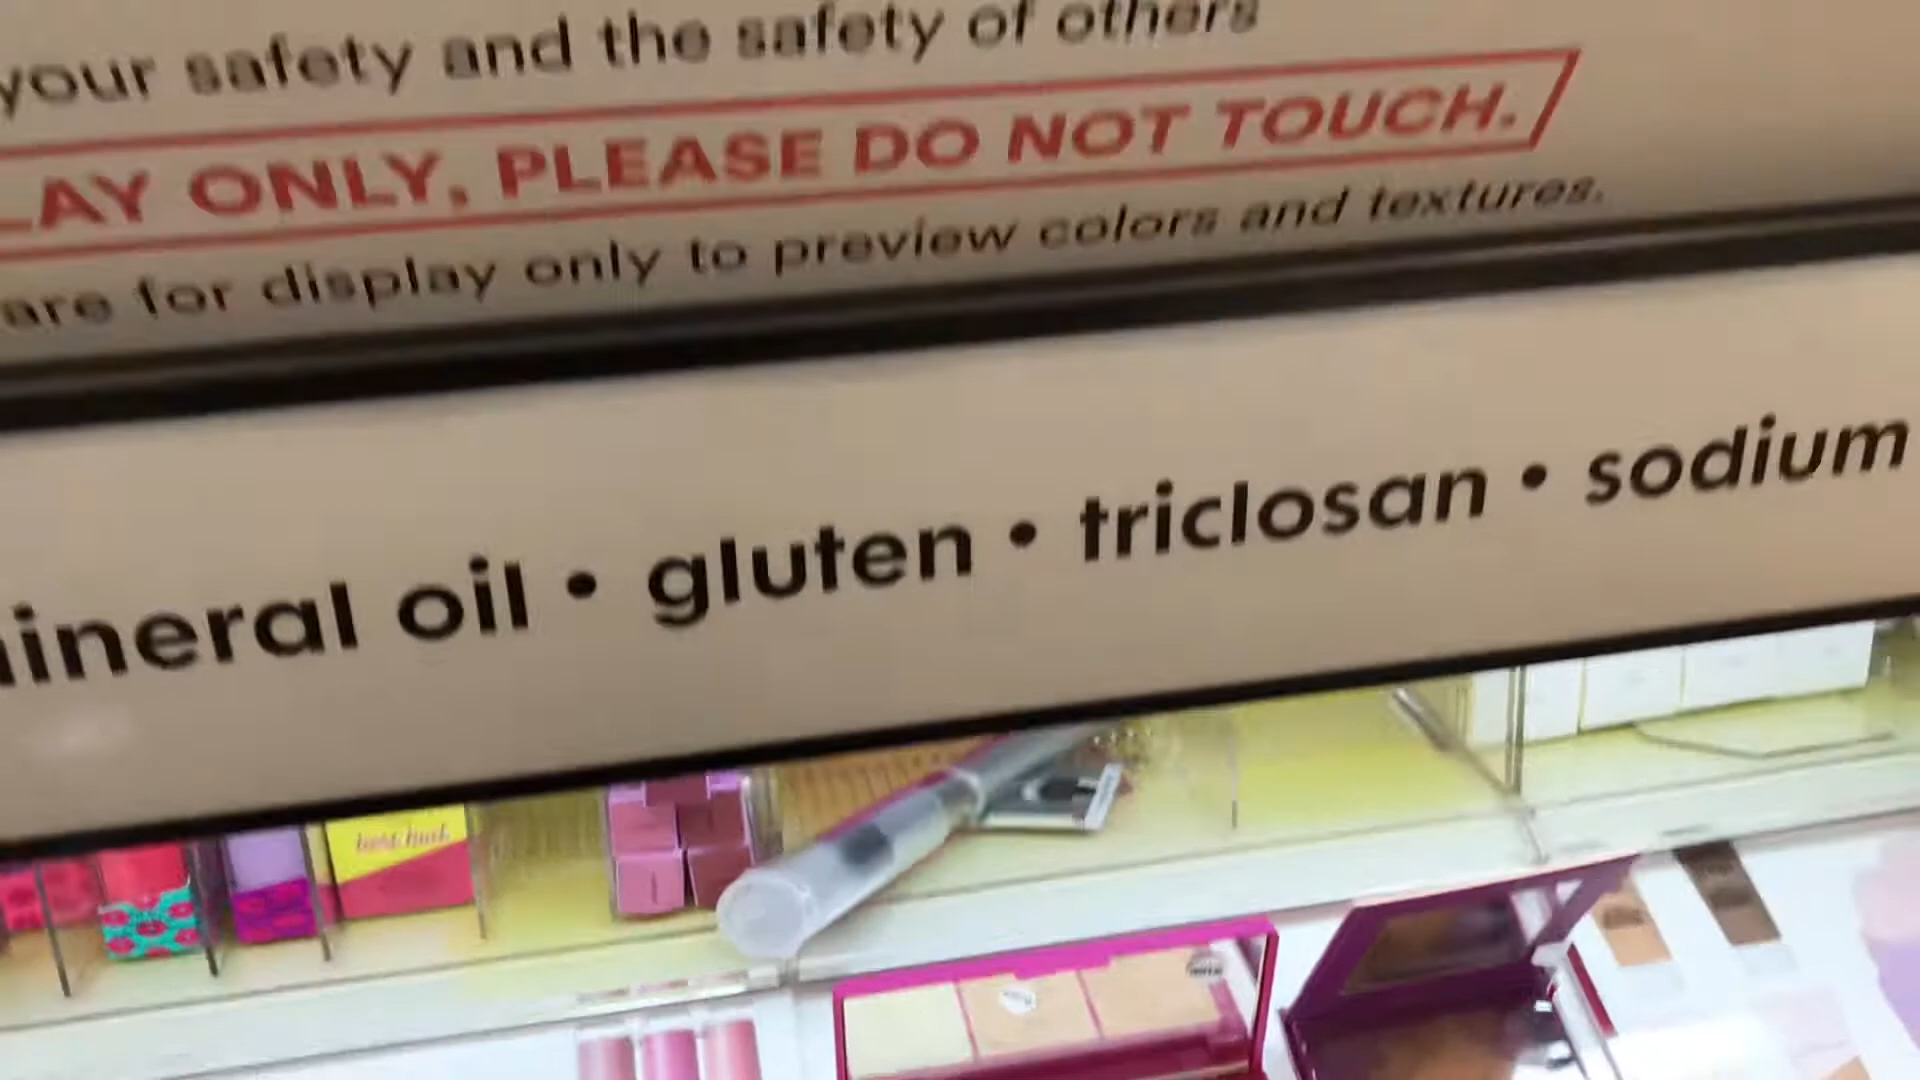 your safety and the safety of others
LAY ONLY, PLEASE DO NOT TOUCH.
are for display only to preview colors and textures.
ineral oil • gluten • triclosan • sodium